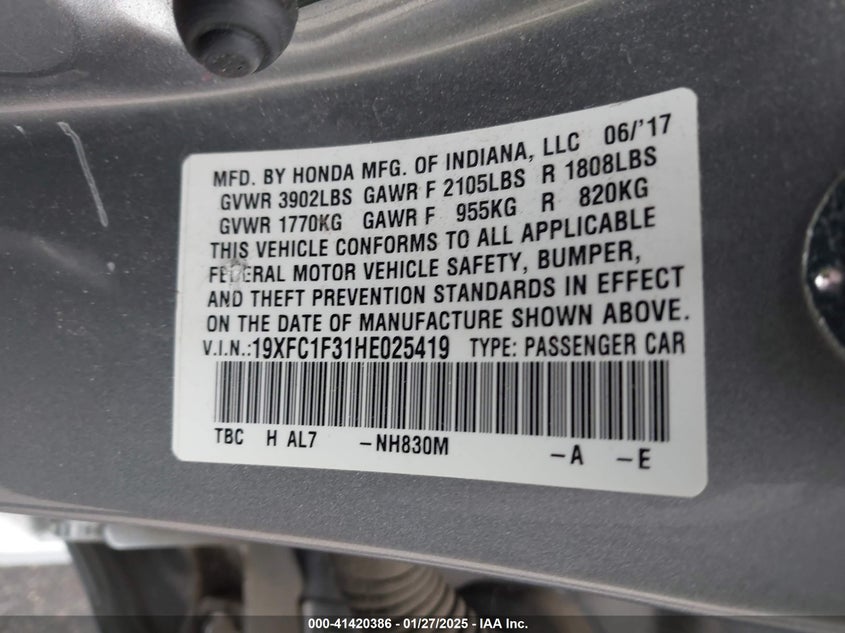 MFD. BY HONDA MFG. OF INDIANA, LLC 06/'17
GVWR 3902LBS GAWR F 2105LBS R 1808LBS
GVWR 1770KG GAWR F 955KG R 820KG
THIS VEHICLE CONFORMS TO ALL APPLICABLE
FEDERAL MOTOR VEHICLE SAFETY, BUMPER,
AND THEFT PREVENTION STANDARDS IN EFFECT
ON THE DATE OF MANUFACTURE SHOWN ABOVE.
V.I.N.:19XFC1F31HE025419 TYPE: PASSENGER CAR
TBC H AL7 -NH830M -A -E
000-41420386 - 01/27/2025 - IAA Inc.